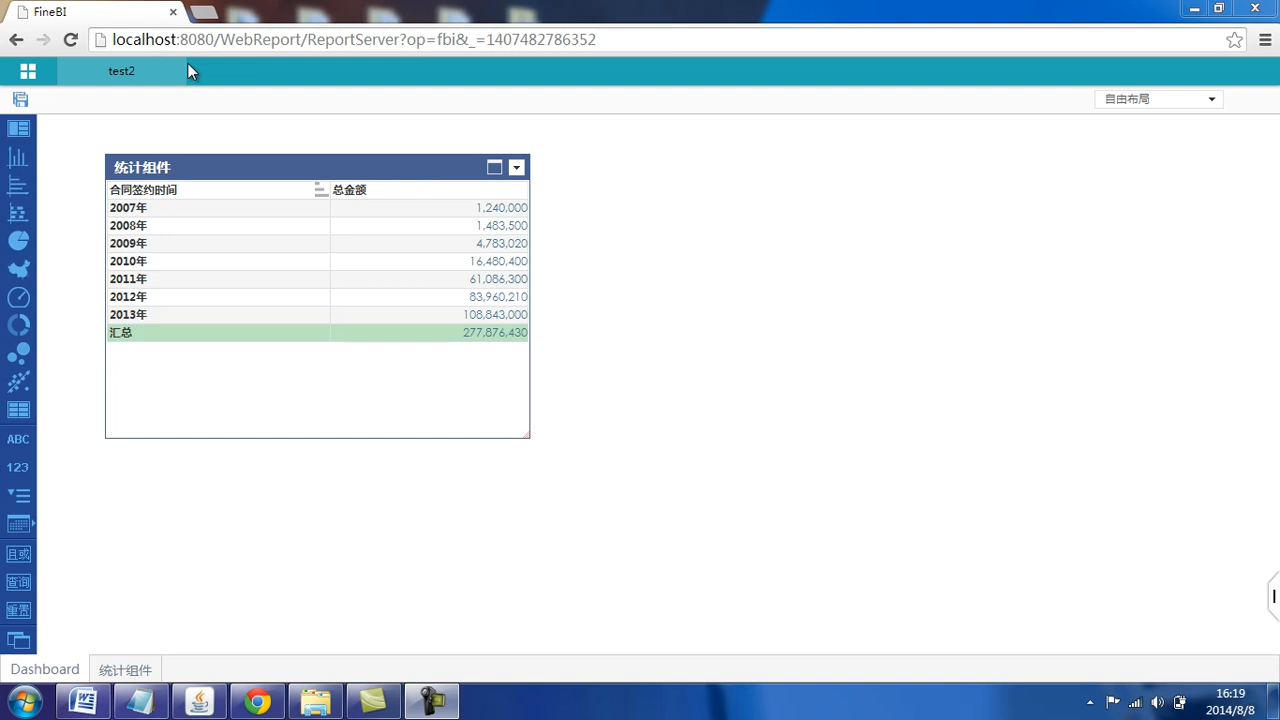 FineBI
localhost:8080/WebReport/ReportServer?op=fbi&_=1407482786352
test2
自由布局
统计组件
合同签约时间 总金额
2007年 1,240,000
2008年 1,483,500
2009年 4,783,020
2010年 16,480,400
2011年 61,086,300
2012年 83,960,210
2013年 108,843,000
汇总 277,876,430
ABC
123
且或
查询
重置
Dashboard 统计组件
16:19
2014/8/8